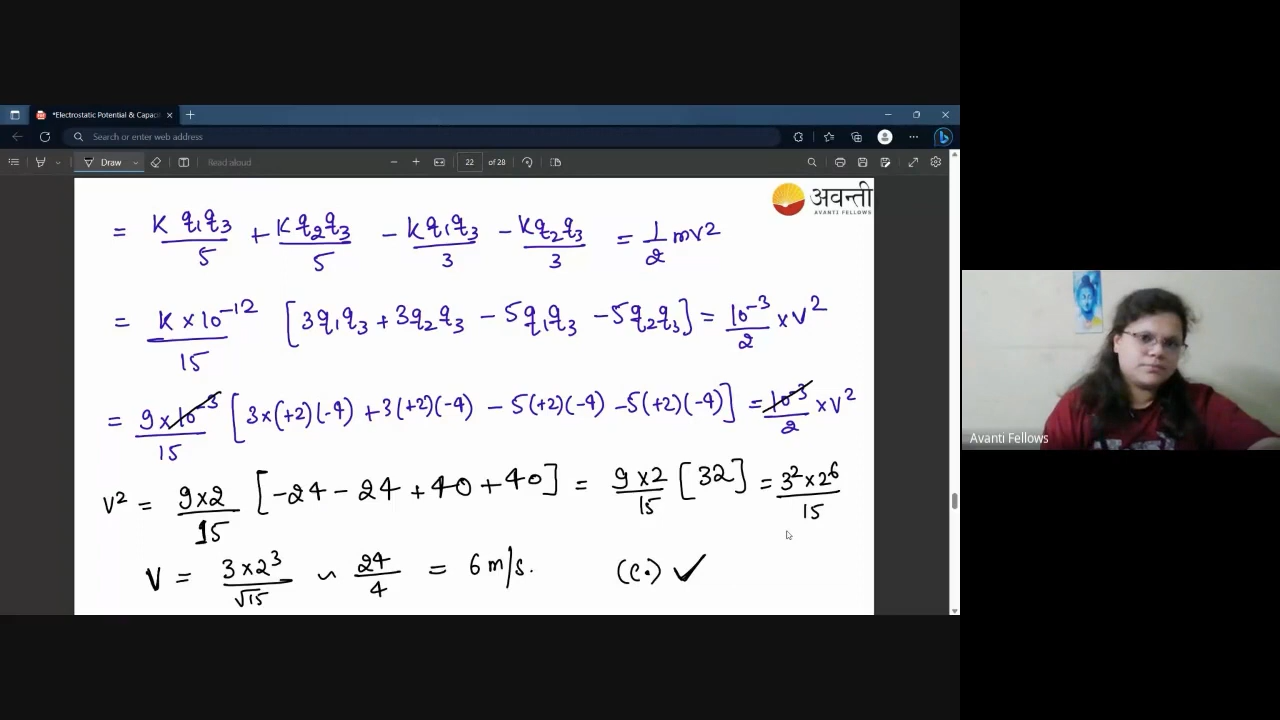 *Electrostatic Potential & Capac
Search or enter web address
Draw
Read aloud
22 of 28
अवन्ती
AVANTI FELLOWS
= K q₁q₃/5 + K q₂q₃/5 - K q₁q₃/3 - K q₂q₃/3 = 1/2 mv²
= K × 10⁻¹²/15 [3q₁q₃ + 3q₂q₃ - 5q₁q₃ - 5q₂q₃] = 10⁻³/2 × V²
= 9 × 10⁻³/15 [3×(+2)(-4) + 3(+2)(-4) - 5(+2)(-4) - 5(+2)(-4)] = 10⁻³/2 × V²
V² = 9×2/15 [-24 - 24 + 40 + 40] = 9×2/15 [32] = 3² × 2⁶/15
V = 3 × 2³/√15 ∽ 24/4 = 6 m/s. (c.) ✓
Avanti Fellows